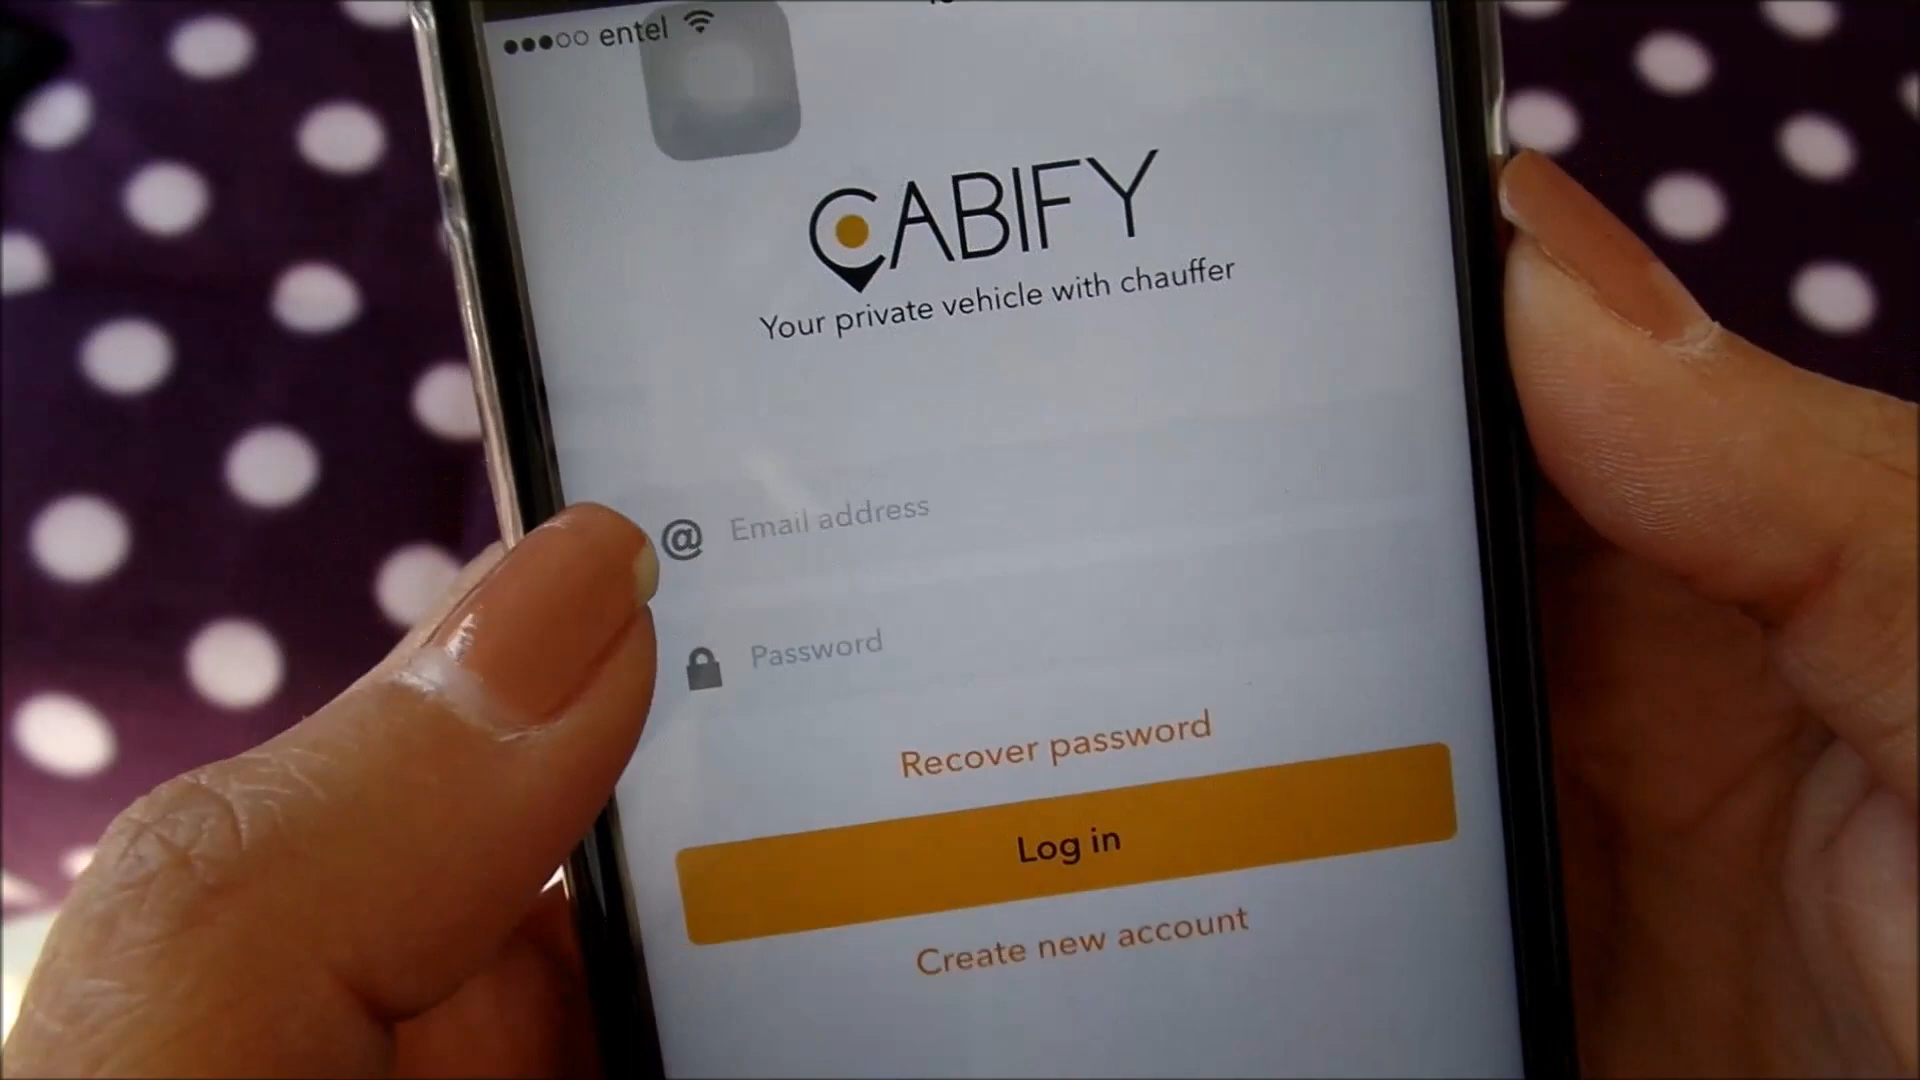 entel
CABIFY
Your private vehicle with chauffer
@ Email address
Password
Recover password
Log in
Create new account